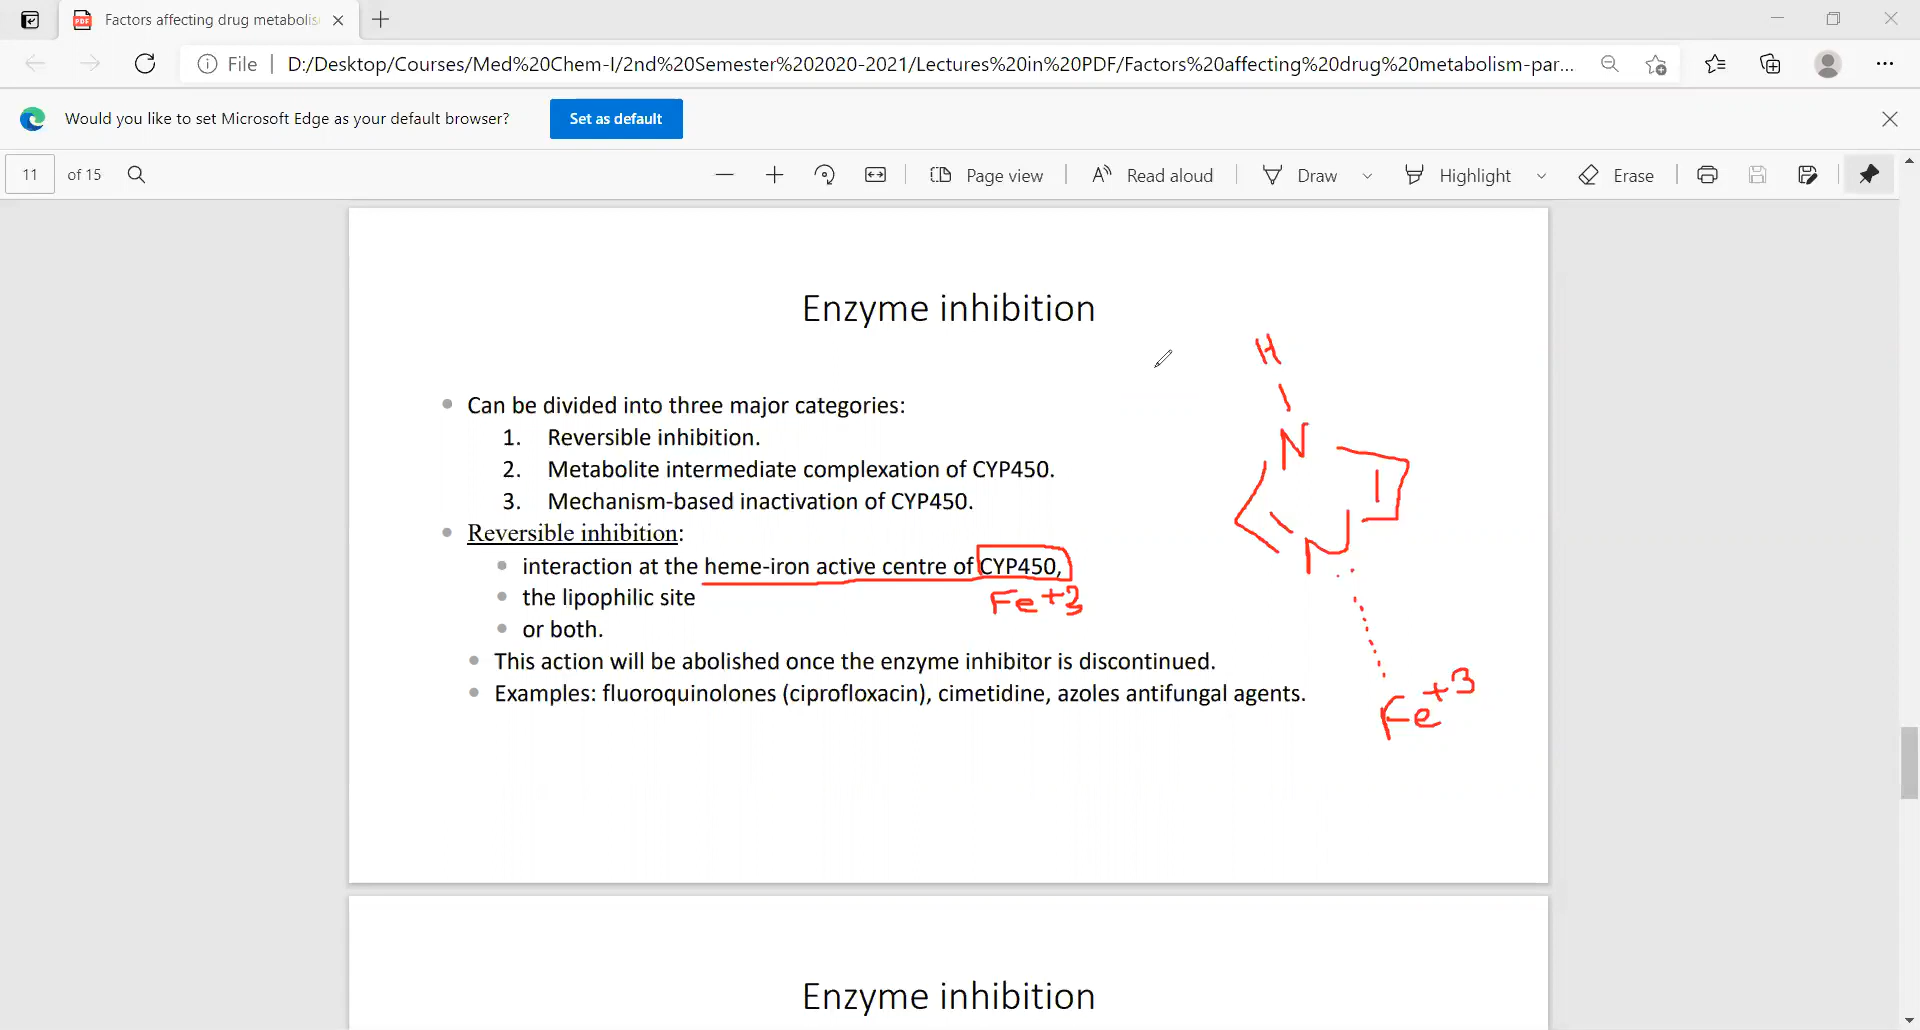 Factors affecting drug metabolis
File
D:/Desktop/Courses/Med%20Chem-I/2nd%20Semester%202020-2021/Lectures%20in%20PDF/Factors%20affecting%20drug%20metabolism-par...
Would you like to set Microsoft Edge as your default browser? Set as default
11 of 15 Page view Read aloud Draw Highlight Erase
Enzyme inhibition
• Can be divided into three major categories:
1. Reversible inhibition.
2. Metabolite intermediate complexation of CYP450.
3. Mechanism-based inactivation of CYP450.
• Reversible inhibition:
• interaction at the heme-iron active centre of CYP450,
Fe+3
• the lipophilic site
• or both.
• This action will be abolished once the enzyme inhibitor is discontinued.
• Examples: fluoroquinolones (ciprofloxacin), cimetidine, azoles antifungal agents.
H
N
N
Fe+3
Enzyme inhibition